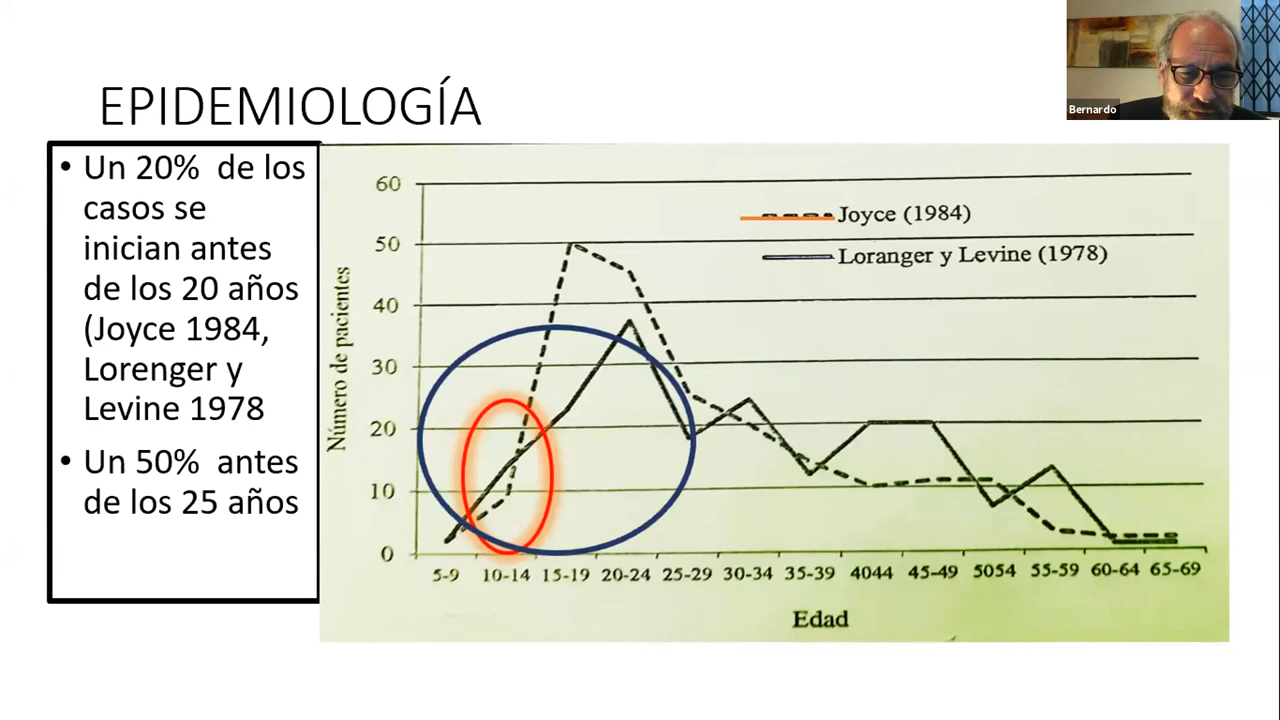 Bernardo
EPIDEMIOLOGÍA
• Un 20% de los
casos se
inician antes
de los 20 años
(Joyce 1984,
Lorenger y
Levine 1978
• Un 50% antes
de los 25 años
Número de pacientes
60
50
40
30
20
10
0
Joyce (1984)
Loranger y Levine (1978)
5-9 10-14 15-19 20-24 25-29 30-34 35-39 4044 45-49 5054 55-59 60-64 65-69
Edad